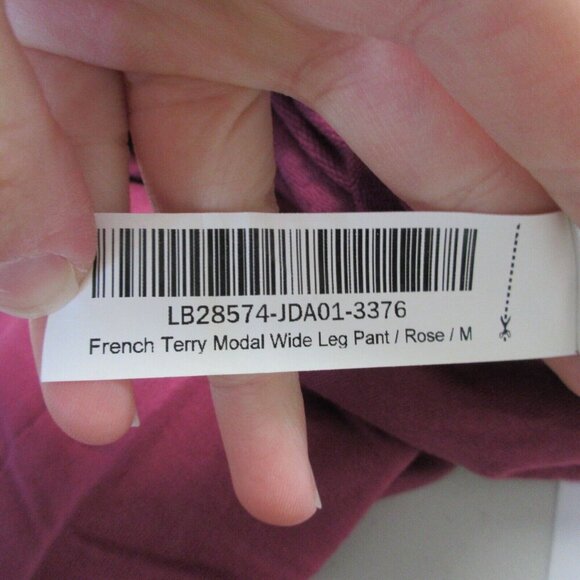 LB28574-JDA01-3376
French Terry Modal Wide Leg Pant / Rose / M